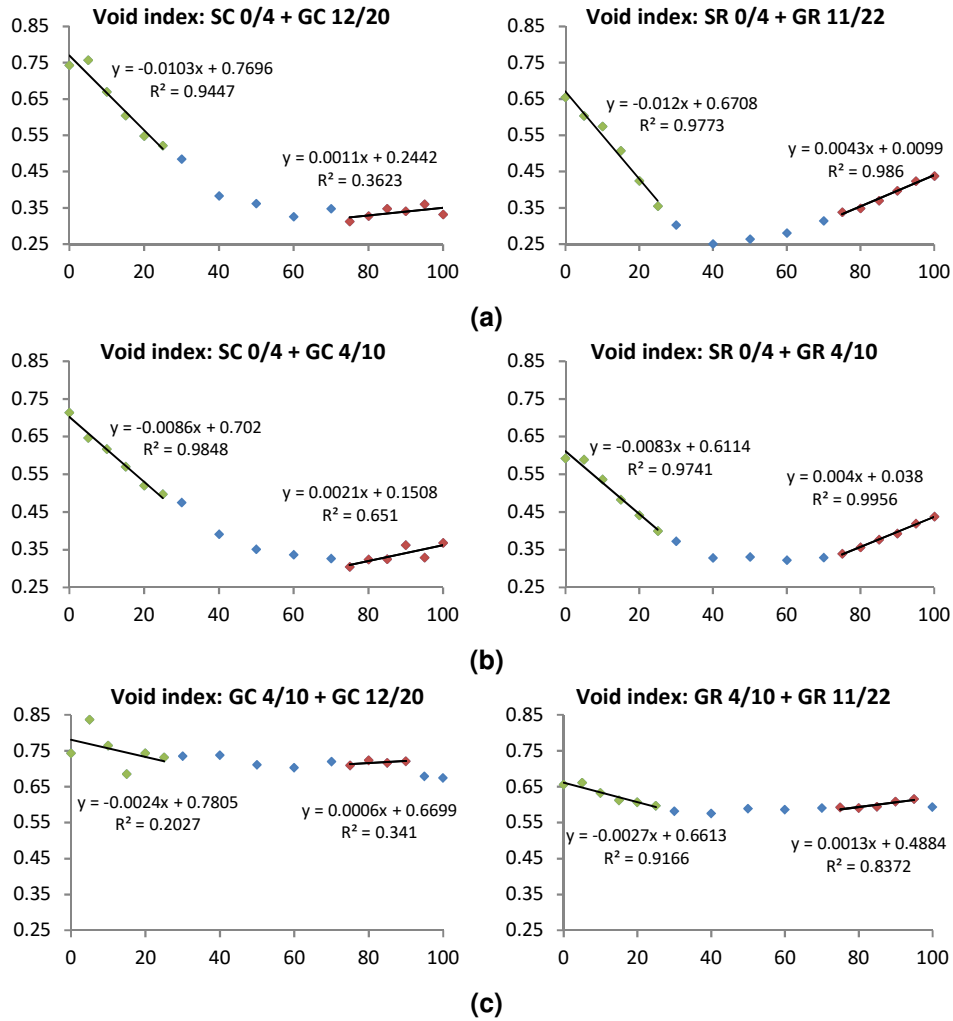 Void index: SC 0/4 + GC 12/20
0.85
0.75
0.65
0.55
0.45
0.35
0.25
y = -0.0103x + 0.7696
R² = 0.9447
y = 0.0011x + 0.2442
R² = 0.3623
0 20 40 60 80 100
Void index: SR 0/4 + GR 11/22
0.85
0.75
0.65
0.55
0.45
0.35
0.25
y = -0.012x + 0.6708
R² = 0.9773
y = 0.0043x + 0.0099
R² = 0.986
0 20 40 60 80 100
(a)
Void index: SC 0/4 + GC 4/10
0.85
0.75
0.65
0.55
0.45
0.35
0.25
y = -0.0086x + 0.702
R² = 0.9848
y = 0.0021x + 0.1508
R² = 0.651
0 20 40 60 80 100
Void index: SR 0/4 + GR 4/10
0.85
0.75
0.65
0.55
0.45
0.35
0.25
y = -0.0083x + 0.6114
R² = 0.9741
y = 0.004x + 0.038
R² = 0.9956
0 20 40 60 80 100
(b)
Void index: GC 4/10 + GC 12/20
0.85
0.75
0.65
0.55
0.45
0.35
0.25
y = -0.0024x + 0.7805
R² = 0.2027
y = 0.0006x + 0.6699
R² = 0.341
0 20 40 60 80 100
Void index: GR 4/10 + GR 11/22
0.85
0.75
0.65
0.55
0.45
0.35
0.25
y = -0.0027x + 0.6613
R² = 0.9166
y = 0.0013x + 0.4884
R² = 0.8372
0 20 40 60 80 100
(c)